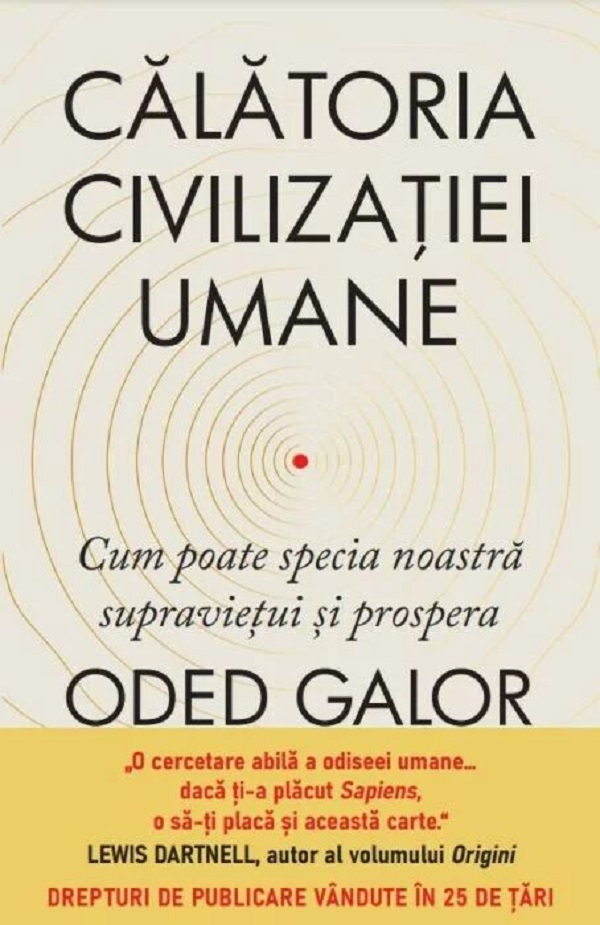 CĂLĂTORIA
CIVILIZAȚIEI
UMANE
Cum poate specia noastră
supraviețui și prospera
ODED GALOR
„O cercetare abilă a odiseei umane...
dacă ți-a plăcut Sapiens,
o să-ți placă și această carte.“
LEWIS DARTNELL, autor al volumului Origini
DREPTURI DE PUBLICARE VÂNDUTE ÎN 25 DE ȚĂRI